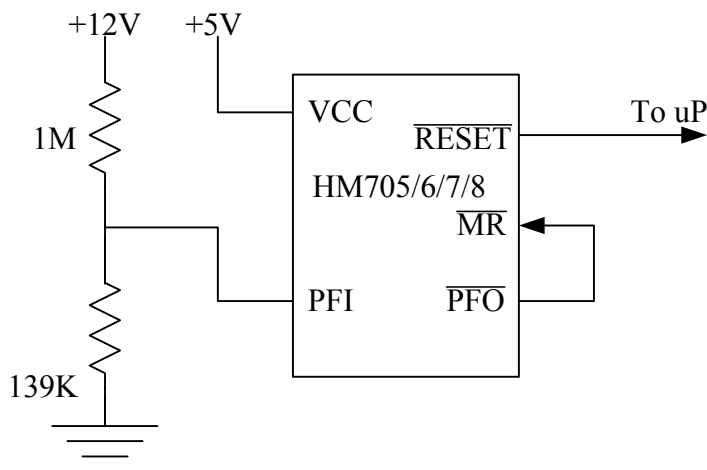 +12V
+5V
VCC
To uP
RESET
1M
HM705/6/7/8
MR
PFI
PFO
139K